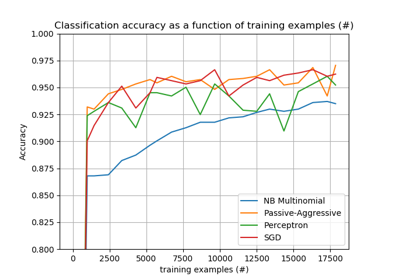 Classification accuracy as a function of training examples (#)
1.000
0.975
0.950
0.925
0.900
0.875
0.850
0.825
0.800
Accuracy
NB Multinomial
Passive-Aggressive
Perceptron
SGD
0 2500 5000 7500 10000 12500 15000 17500
training examples (#)